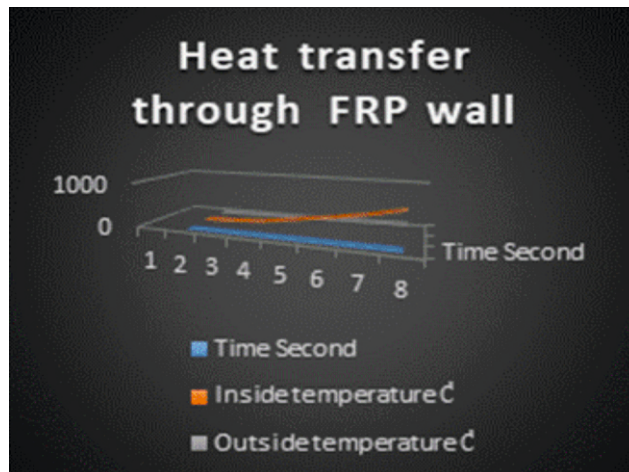 Heat transfer
through FRP wall
1000
0
1 2 3 4 5 6 7 8
Time Second
Time Second
Inside temperature C̊
Outside temperature C̊